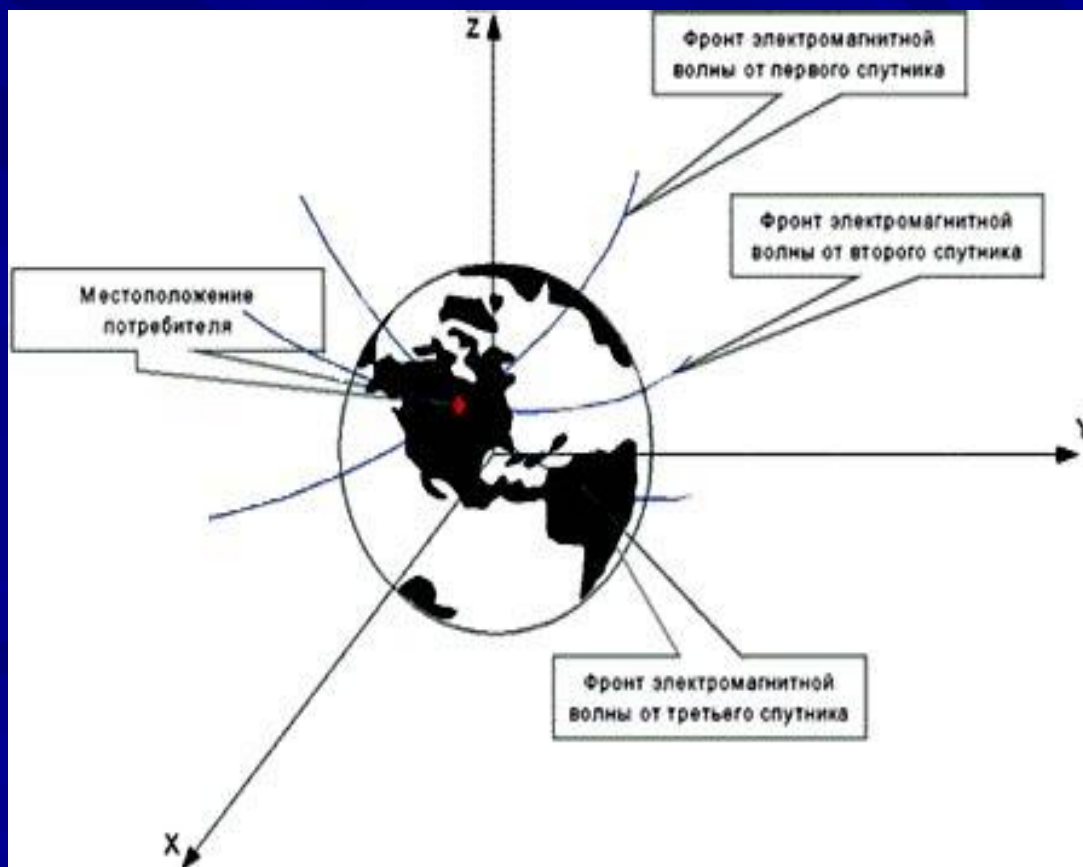 Z
Фронт электромагнитной
волны от первого спутника
Фронт электромагнитной
волны от второго спутника
Местоположение
потребителя
Y
Фронт электромагнитной
волны от третьего спутника
X